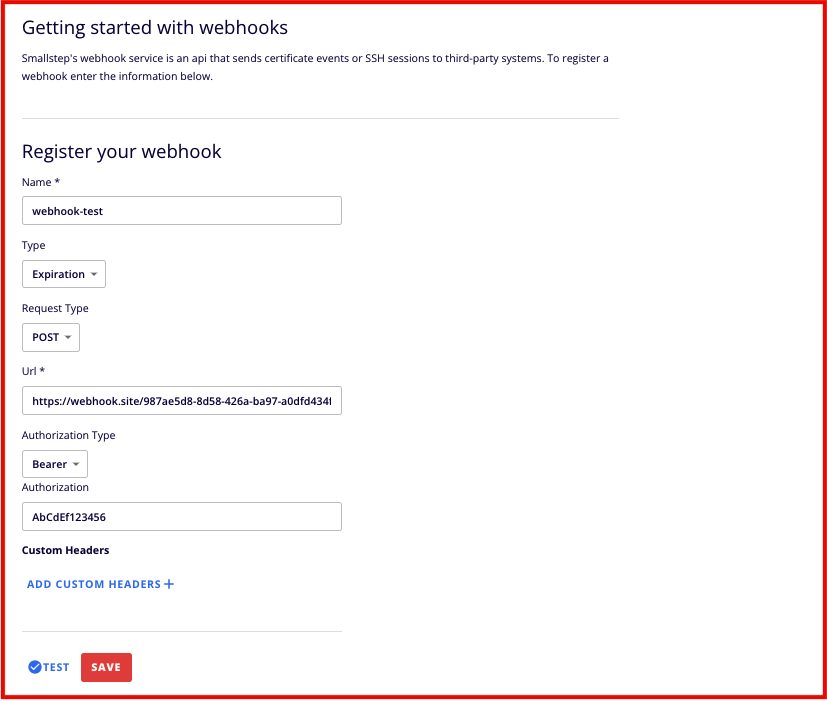 Getting started with webhooks
Smallstep's webhook service is an api that sends certificate events or SSH sessions to third-party systems. To register a
webhook enter the information below.
Register your webhook
Name *
webhook-test
Type
Expiration
Request Type
POST
Url *
https://webhook.site/987ae5d8-8d58-426a-ba97-a0dfd434f
Authorization Type
Bearer
Authorization
AbCdEf123456
Custom Headers
ADD CUSTOM HEADERS +
TEST SAVE